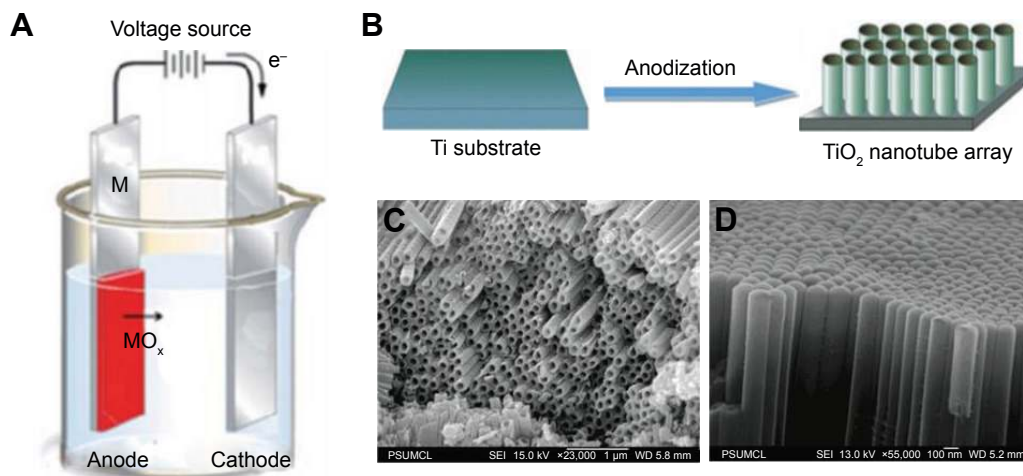 A
Voltage source
e⁻
M
MOₓ
Anode Cathode
B
Anodization
Ti substrate
TiO₂ nanotube array
C
PSUMCL SEI 15.0 kV ×23,000 1 µm WD 5.8 mm
D
PSUMCL SEI 13.0 kV ×55,000 100 nm WD 5.2 mm